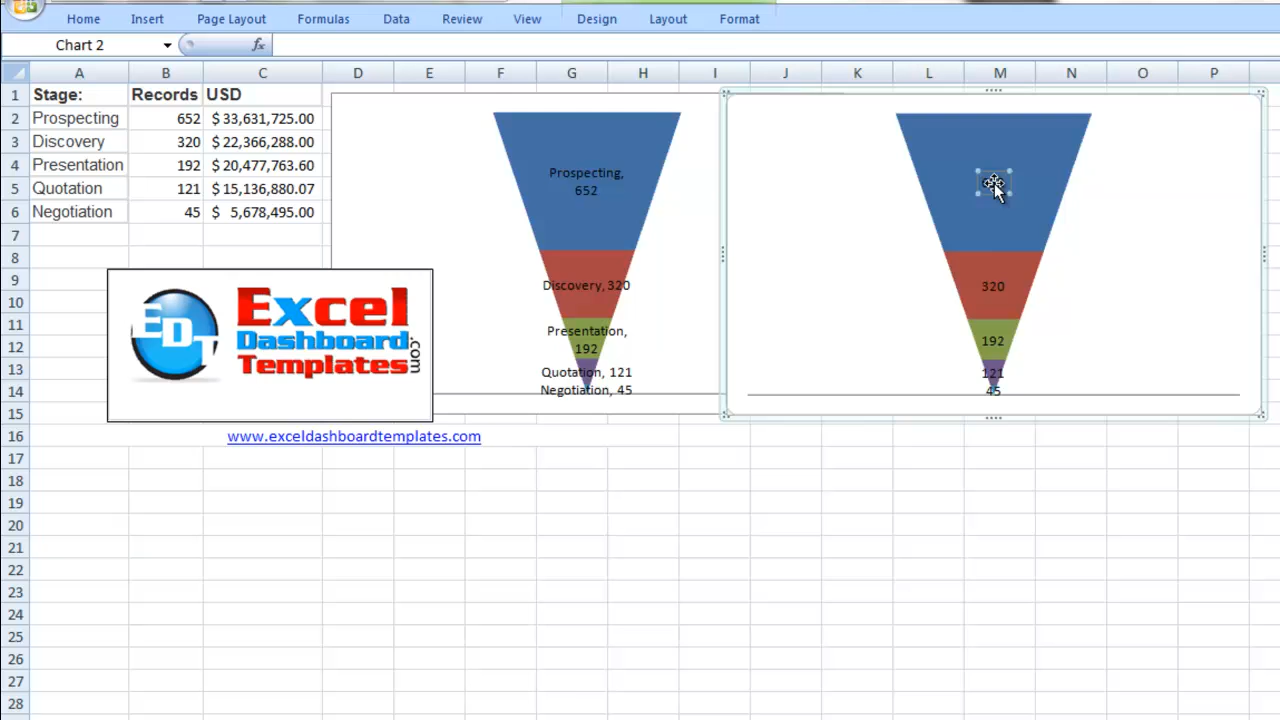 Home Insert Page Layout Formulas Data Review View Design Layout Format
Chart 2 fx
A B C D E F G H I J K L M N O P
1 Stage: Records USD
2 Prospecting 652 $ 33,631,725.00
3 Discovery 320 $ 22,366,288.00
4 Presentation 192 $ 20,477,763.60
5 Quotation 121 $ 15,136,880.07
6 Negotiation 45 $ 5,678,495.00
7
8
9
10
11
12
13
14
15
16
17
18
19
20
21
22
23
24
25
26
27
28
Prospecting,
652
Discovery, 320
Presentation,
192
Quotation, 121
Negotiation, 45
320
192
121
45
EDT
Excel
Dashboard
Templates
.com
www.exceldashboardtemplates.com